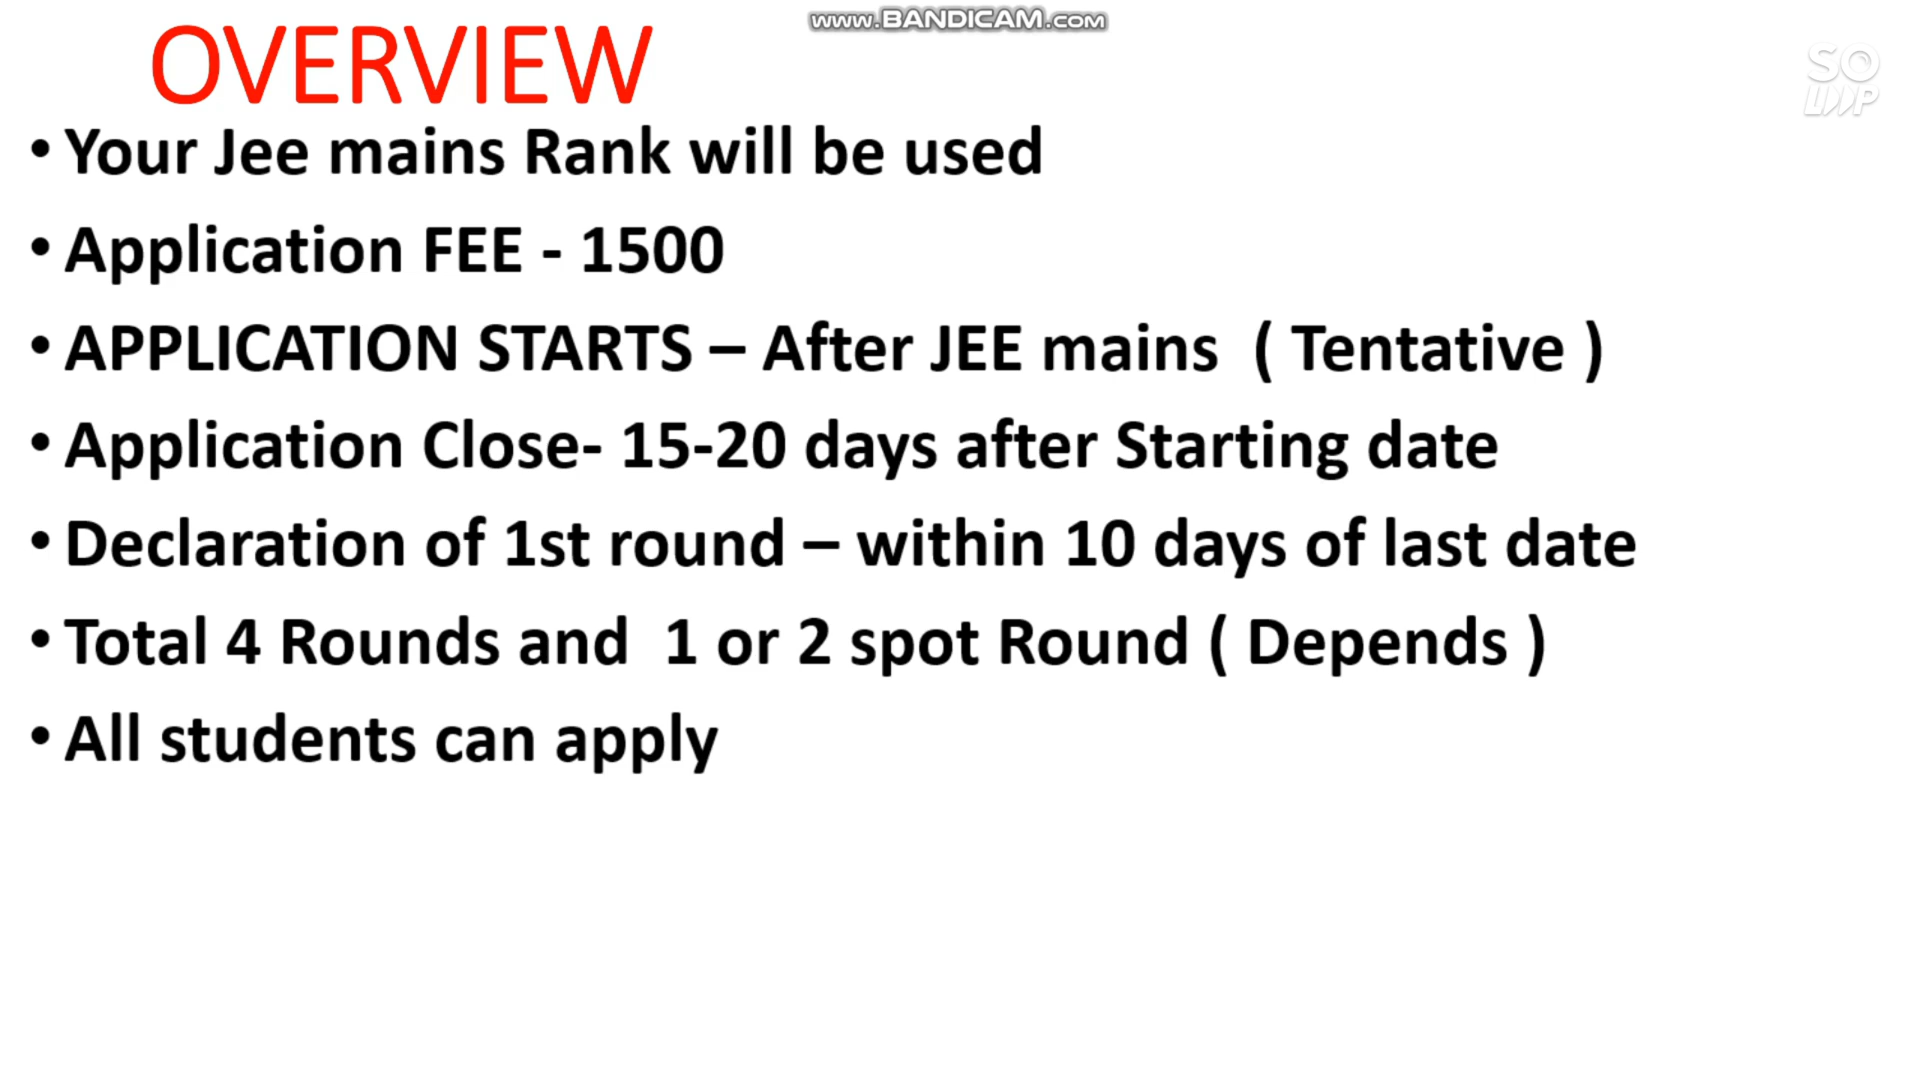 www.BANDICAM.com
OVERVIEW
SO
LOOP
• Your Jee mains Rank will be used
• Application FEE - 1500
• APPLICATION STARTS – After JEE mains  ( Tentative )
• Application Close- 15-20 days after Starting date
• Declaration of 1st round – within 10 days of last date
• Total 4 Rounds and  1 or 2 spot Round ( Depends )
• All students can apply